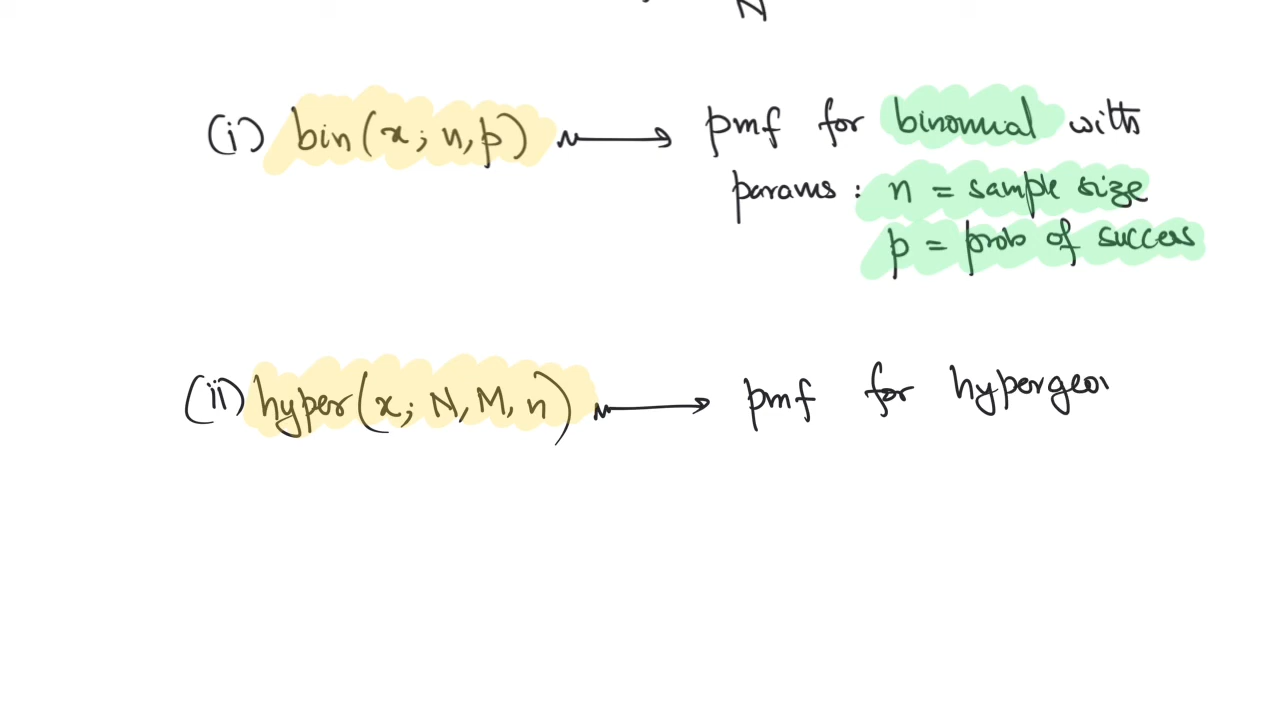 N
(i) bin(x; n, p) → pmf for binomial with
params: n = sample size
p = prob of success
(ii) hyper(x; N, M, n) → pmf for hypergeo